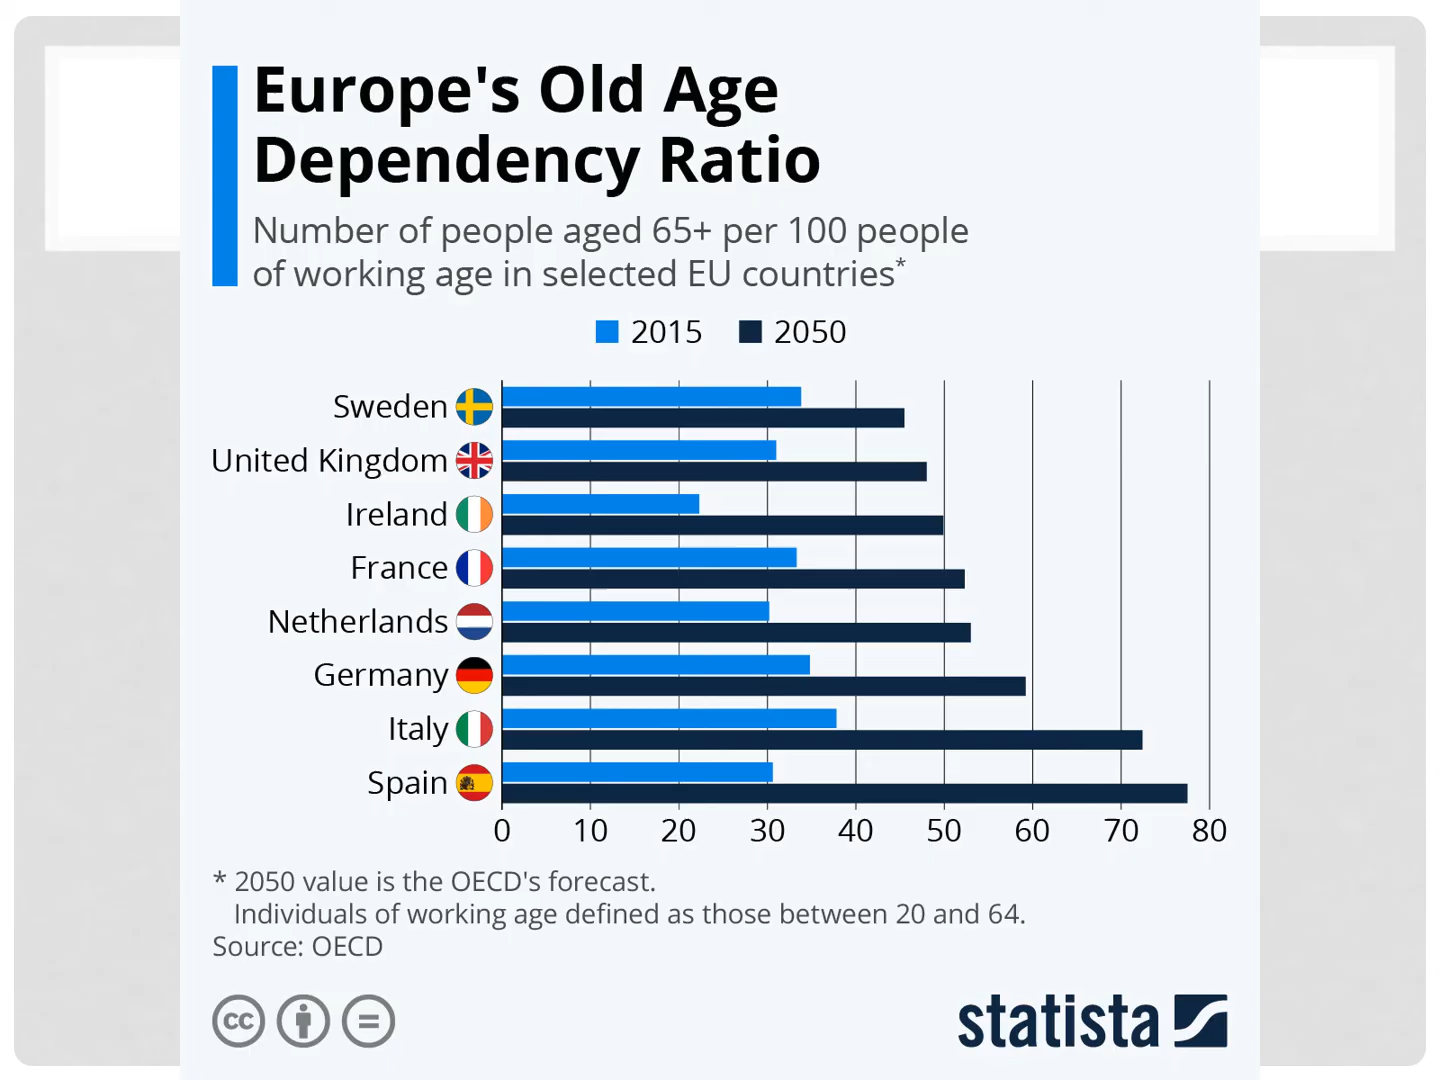 Europe's Old Age
Dependency Ratio
Number of people aged 65+ per 100 people
of working age in selected EU countries*
2015 2050
Sweden
United Kingdom
Ireland
France
Netherlands
Germany
Italy
Spain
0 10 20 30 40 50 60 70 80
* 2050 value is the OECD's forecast.
Individuals of working age defined as those between 20 and 64.
Source: OECD
cc statista